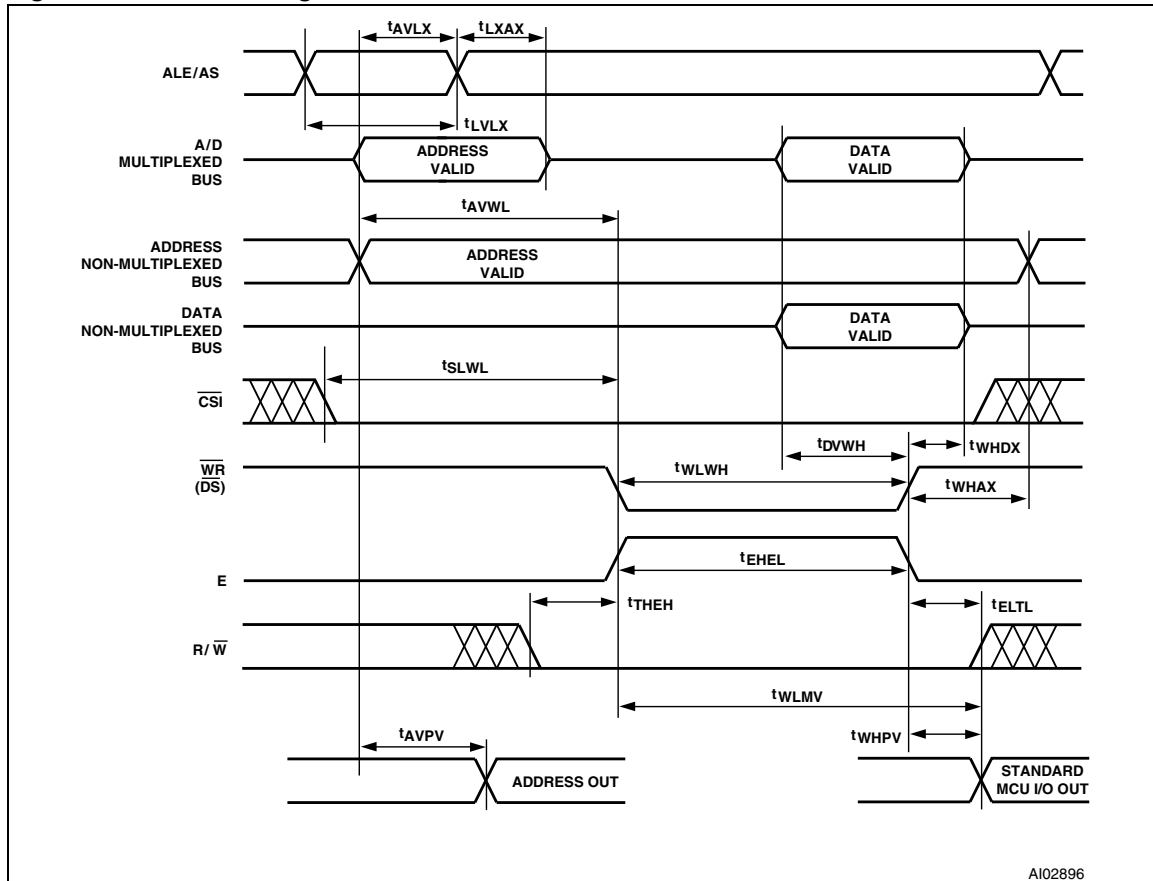 tAVLX
tLXAX
ALE/AS
tLVLX
A/D
MULTIPLEXED
BUS
ADDRESS
VALID
DATA
VALID
tAVWL
ADDRESS
NON-MULTIPLEXED
BUS
ADDRESS
VALID
DATA
NON-MULTIPLEXED
BUS
DATA
VALID
tSLWL
CSI
tDVWH
tWHDX
WR
(DS)
tWLWH
tWHAX
tEHEL
E
tTHEH
tELTL
R/ W
tWLMV
tAVPV
tWHPV
ADDRESS OUT
STANDARD
MCU I/O OUT
AI02896